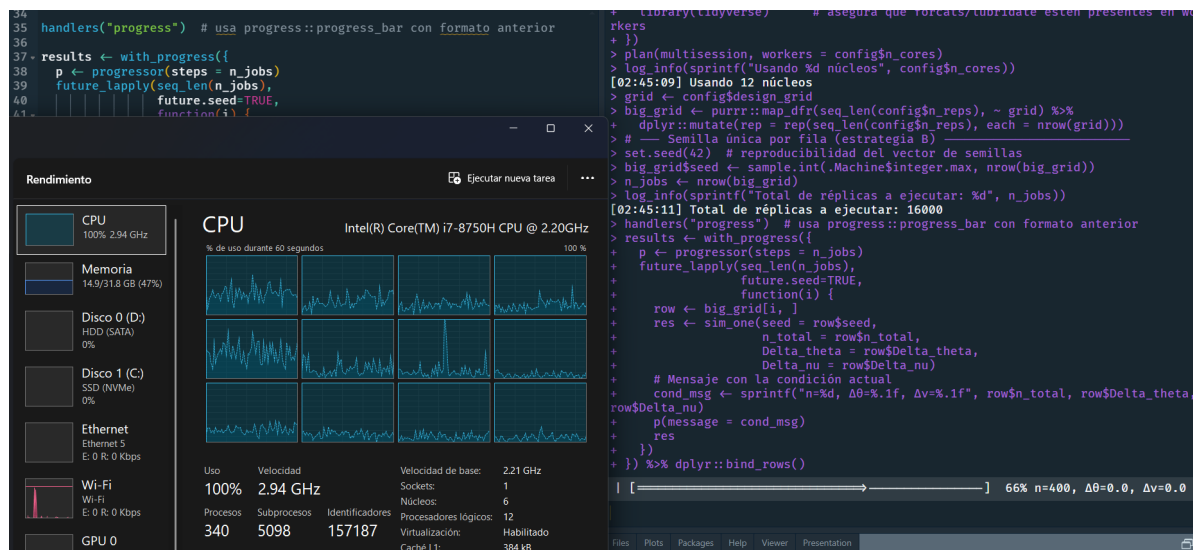 34
35 handlers("progress")  # usa progress::progress_bar con formato anterior
36
37 results ← with_progress({
38   p ← progressor(steps = n_jobs)
39   future_lapply(seq_len(n_jobs),
40                 future.seed=TRUE,
41                 function(i) {
Rendimiento
Ejecutar nueva tarea
CPU
100% 2.94 GHz
Memoria
14.9/31.8 GB (47%)
Disco 0 (D:)
HDD (SATA)
0%
Disco 1 (C:)
SSD (NVMe)
0%
Ethernet
Ethernet 5
E: 0 R: 0 Kbps
Wi-Fi
Wi-Fi
E: 0 R: 0 Kbps
GPU 0
CPU
Intel(R) Core(TM) i7-8750H CPU @ 2.20GHz
% de uso durante 60 segundos
100 %
Uso
100%
Velocidad
2.94 GHz
Procesos
340
Subprocesos
5098
Identificadores
157187
Velocidad de base: 2.21 GHz
Sockets: 1
Núcleos: 6
Procesadores lógicos: 12
Virtualización: Habilitado
Caché L1: 384 kB
+   library(tidyverse)      # asegura que forcats/lubridate estén presentes en wo
rkers
+ })
> plan(multisession, workers = config$n_cores)
> log_info(sprintf("Usando %d núcleos", config$n_cores))
[02:45:09] Usando 12 núcleos
> grid ← config$design_grid
> big_grid ← purrr::map_dfr(seq_len(config$n_reps), ~ grid) %>%
+   dplyr::mutate(rep = rep(seq_len(config$n_reps), each = nrow(grid)))
> # ─── Semilla única por fila (estrategia B) ──────────────────────────
> set.seed(42)  # reproducibilidad del vector de semillas
> big_grid$seed ← sample.int(.Machine$integer.max, nrow(big_grid))
> n_jobs ← nrow(big_grid)
> log_info(sprintf("Total de réplicas a ejecutar: %d", n_jobs))
[02:45:11] Total de réplicas a ejecutar: 16000
> handlers("progress")  # usa progress::progress_bar con formato anterior
> results ← with_progress({
+   p ← progressor(steps = n_jobs)
+   future_lapply(seq_len(n_jobs),
+                 future.seed=TRUE,
+                 function(i) {
+     row ← big_grid[i, ]
+     res ← sim_one(seed = row$seed,
+                    n_total = row$n_total,
+                    Delta_theta = row$Delta_theta,
+                    Delta_nu = row$Delta_nu)
+     # Mensaje con la condición actual
+     cond_msg ← sprintf("n=%d, Δθ=%.1f, Δν=%.1f", row$n_total, row$Delta_theta,
row$Delta_nu)
+     p(message = cond_msg)
+     res
+   })
+ }) %>% dplyr::bind_rows()
| [==============================>---------------] 66% n=400, Δθ=0.0, Δν=0.0
Files Plots Packages Help Viewer Presentation